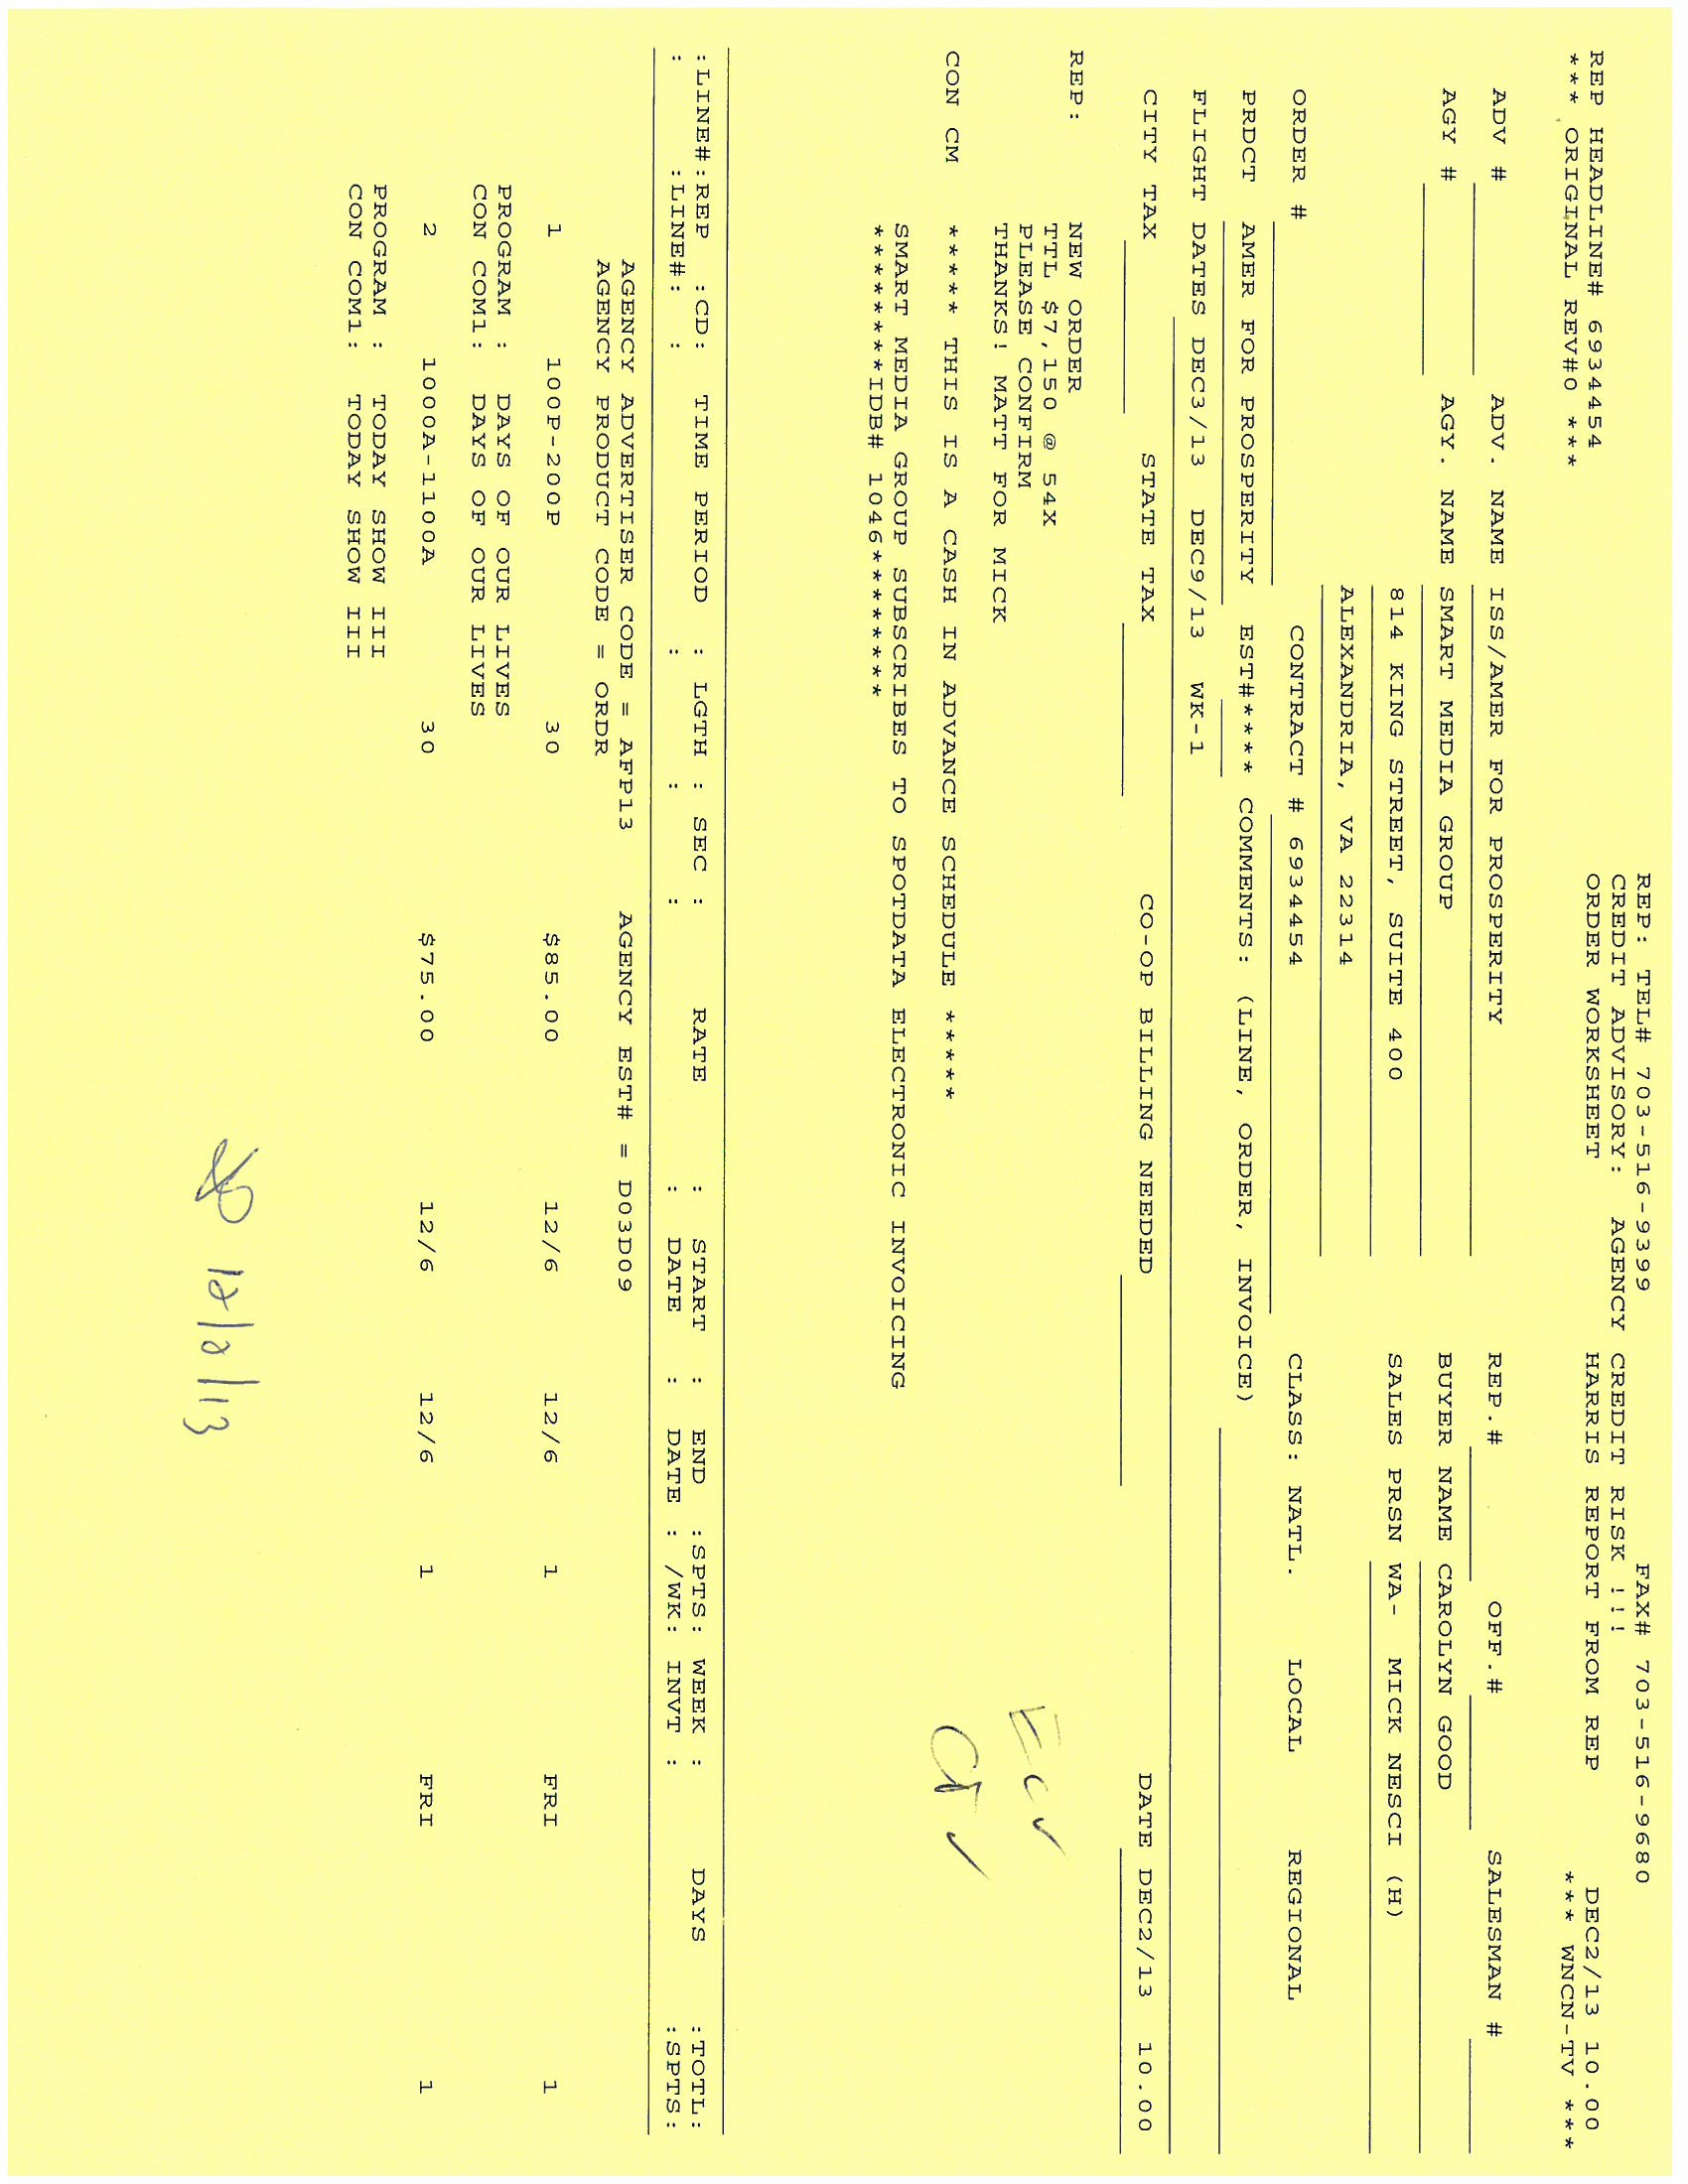 REP: TEL# 703-516-9399 FAX# 703-516-9680
CREDIT ADVISORY: AGENCY CREDIT RISK !!!
REP HEADLINE# 6934454 ORDER WORKSHEET HARRIS REPORT FROM REP DEC2/13 10.00
*** ORIGINAL REV#0 *** *** WNCN-TV ***
ADV # ADV. NAME ISS/AMER FOR PROSPERITY REP.# OFF.# SALESMAN #
AGY # AGY. NAME SMART MEDIA GROUP BUYER NAME CAROLYN GOOD
814 KING STREET, SUITE 400 SALES PRSN WA- MICK NESCI (H)
ALEXANDRIA, VA 22314
ORDER # CONTRACT # 6934454 CLASS: NATL. LOCAL REGIONAL
PRDCT AMER FOR PROSPERITY EST#**** COMMENTS: (LINE, ORDER, INVOICE)
FLIGHT DATES DEC3/13 DEC9/13 WK-1
CITY TAX STATE TAX CO-OP BILLING NEEDED DATE DEC2/13 10.00
REP: NEW ORDER
TTL $7,150 @ 54X
PLEASE CONFIRM
THANKS! MATT FOR MICK
CON CM ***** THIS IS A CASH IN ADVANCE SCHEDULE *****
SMART MEDIA GROUP SUBSCRIBES TO SPOTDATA ELECTRONIC INVOICING
*********IDB# 1046*********
:LINE#:REP :CD: TIME PERIOD : LGTH : SEC : RATE : START : END :SPTS: WEEK : DAYS :TOTL:
: :LINE#: : : : : : DATE : DATE : /WK: INVT : :SPTS:
AGENCY ADVERTISER CODE = AFP13 AGENCY EST# = D03D09
AGENCY PRODUCT CODE = ORDR
1 100P-200P 30 $85.00 12/6 12/6 1 FRI 1
PROGRAM : DAYS OF OUR LIVES
CON COM1: DAYS OF OUR LIVES
2 1000A-1100A 30 $75.00 12/6 12/6 1 FRI 1
PROGRAM : TODAY SHOW III
CON COM1: TODAY SHOW III
12/2/13